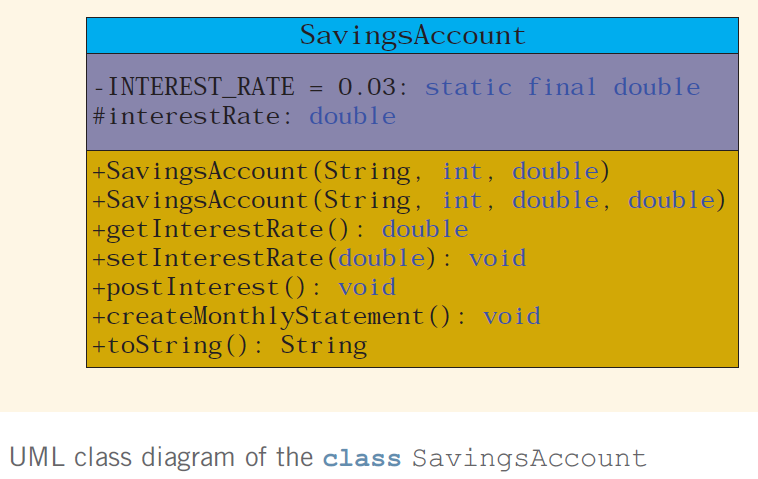 SavingsAccount
-INTEREST_RATE = 0.03: static final double
#interestRate: double
+SavingsAccount(String, int, double)
+SavingsAccount(String, int, double, double)
+getInterestRate(): double
+setInterestRate(double): void
+postInterest(): void
+createMonthlyStatement(): void
+toString(): String
UML class diagram of the class SavingsAccount